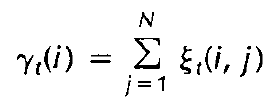 γₜ(i) = ∑_{j=1}^{N} ξₜ(i, j)